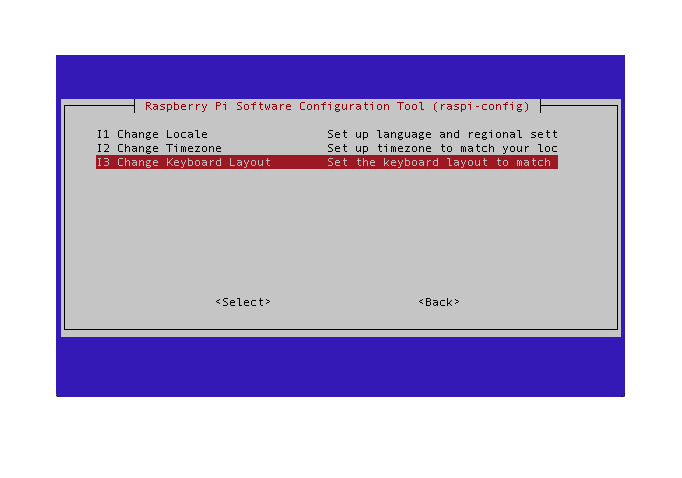 Raspberry Pi Software Configuration Tool (raspi-config)
I1 Change Locale Set up language and regional sett
I2 Change Timezone Set up timezone to match your loc
I3 Change Keyboard Layout Set the keyboard layout to match
<Select> <Back>